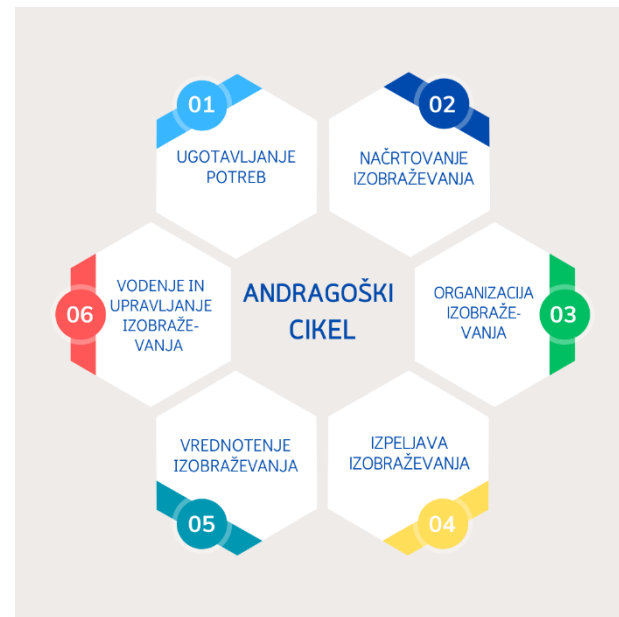 01
UGOTAVLJANJE
POTREB
02
NAČRTOVANJE
IZOBRAŽEVANJA
ANDRAGOŠKI
CIKEL
03
ORGANIZACIJA
IZOBRAŽE-
VANJA
04
IZPELJAVA
IZOBRAŽEVANJA
05
VREDNOTENJE
IZOBRAŽEVANJA
06
VODENJE IN
UPRAVLJANJE
IZOBRAŽE-
VANJA